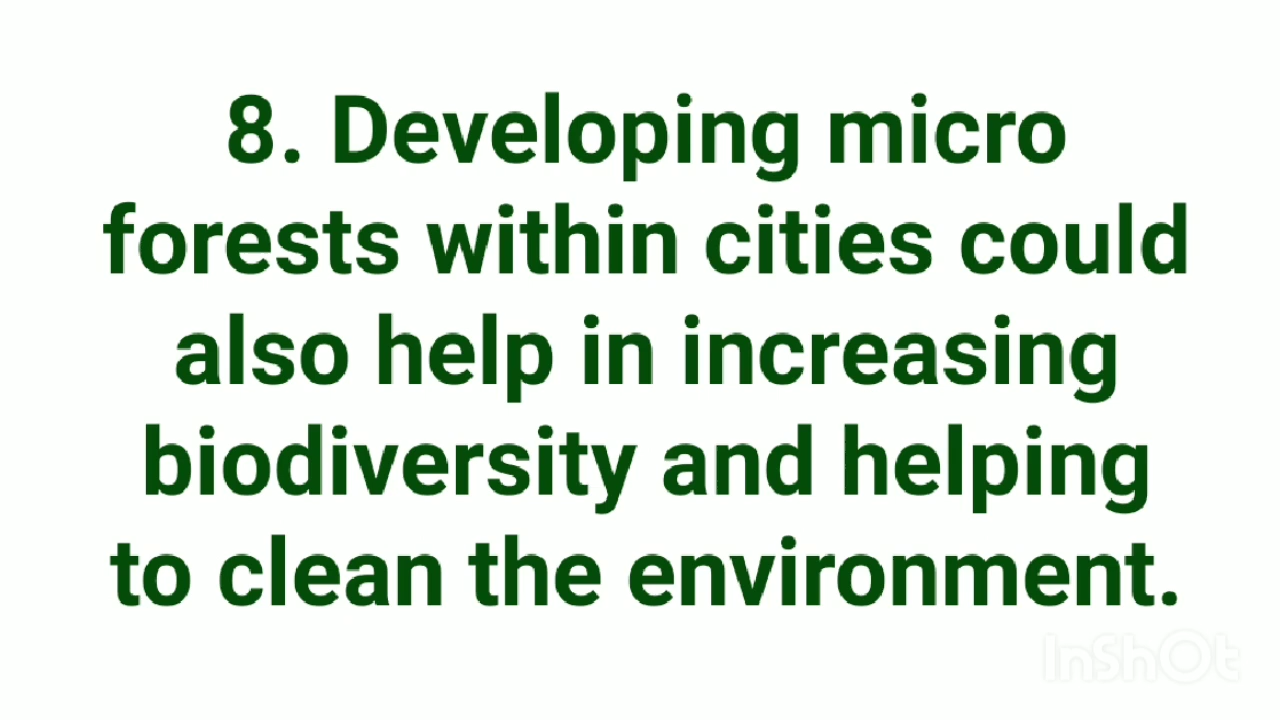 8. Developing micro
forests within cities could
also help in increasing
biodiversity and helping
to clean the environment.
InShOt